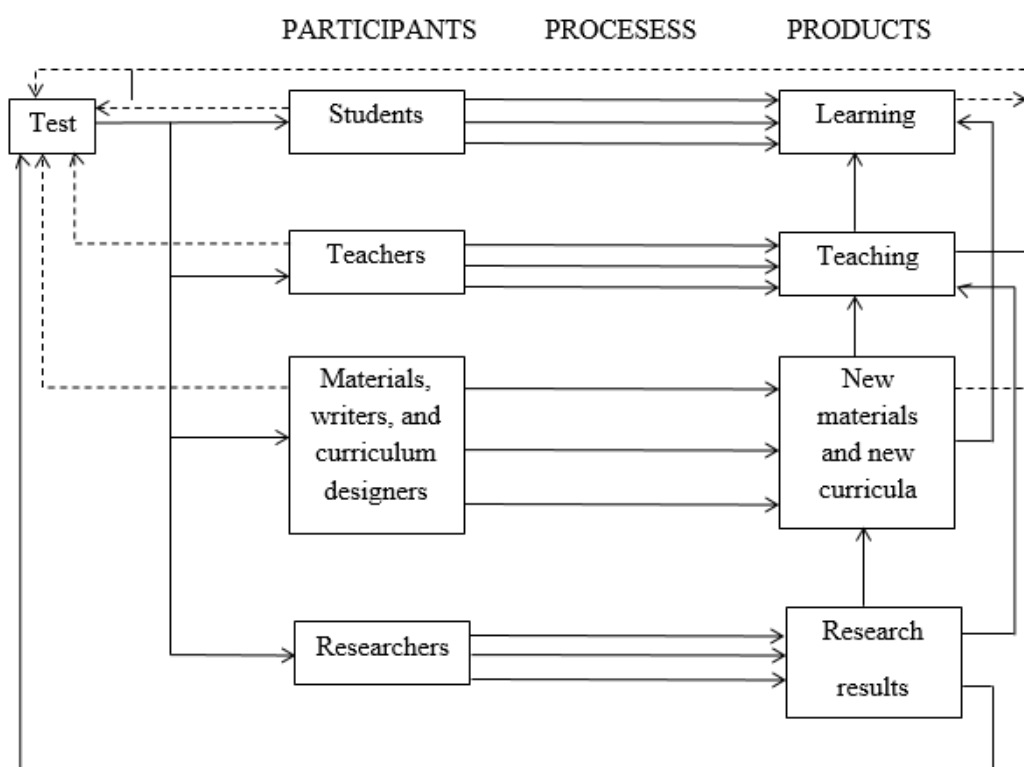 PARTICIPANTS PROCESESS PRODUCTS
Test
Students
Learning
Teachers
Teaching
Materials,
writers, and
curriculum
designers
New
materials
and new
curricula
Researchers
Research
results